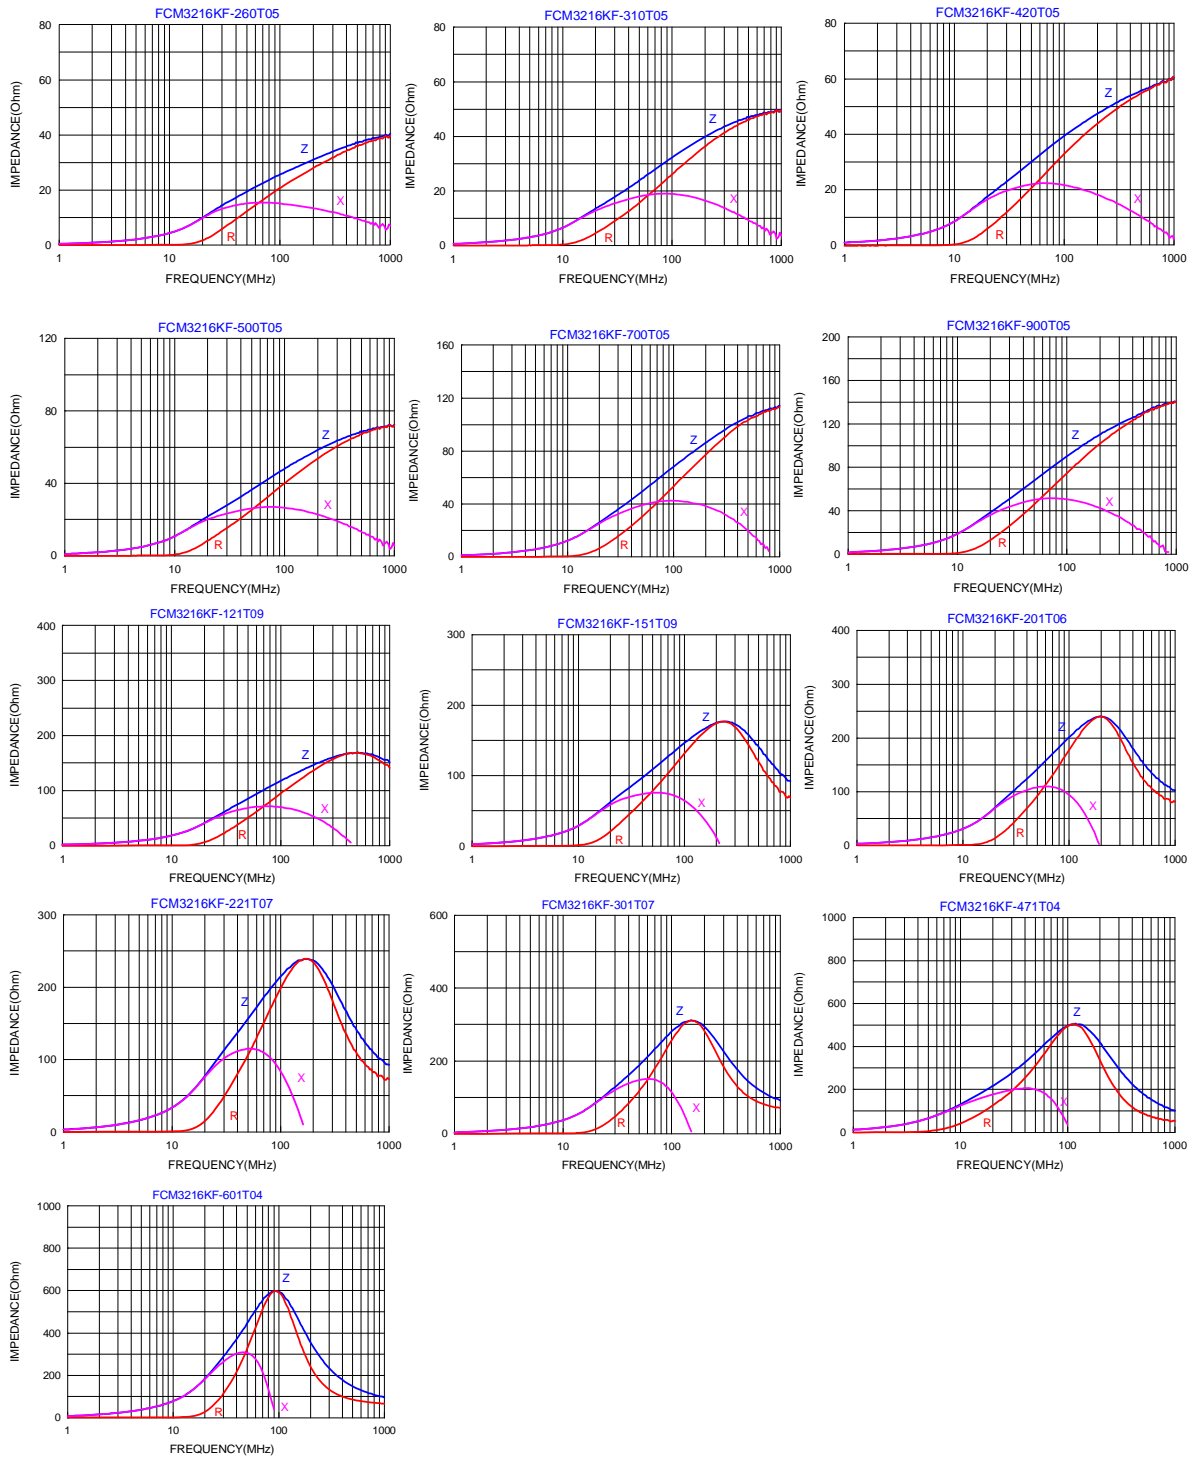 FCM3216KF-260T05
IMPEDANCE(Ohm)
80
60
40
20
0
Z
X
R
1
10
100
1000
FREQUENCY(MHz)
FCM3216KF-310T05
IMPEDANCE(Ohm)
80
60
40
20
0
Z
X
R
1
10
100
1000
FREQUENCY(MHz)
FCM3216KF-420T05
IMPEDANCE(Ohm)
80
60
40
20
0
Z
X
R
1
10
100
1000
FREQUENCY(MHz)
FCM3216KF-500T05
IMPEDANCE(Ohm)
120
80
40
0
Z
X
R
1
10
100
1000
FREQUENCY(MHz)
FCM3216KF-700T05
IMPEDANCE(Ohm)
160
120
80
40
0
Z
X
R
1
10
100
1000
FREQUENCY(MHz)
FCM3216KF-900T05
IMPEDANCE(Ohm)
200
160
120
80
40
0
Z
X
R
1
10
100
1000
FREQUENCY(MHz)
FCM3216KF-121T09
IMPEDANCE(Ohm)
400
300
200
100
0
Z
X
R
1
10
100
1000
FREQUENCY(MHz)
FCM3216KF-151T09
IMPEDANCE(Ohm)
300
200
100
0
Z
X
R
1
10
100
1000
FREQUENCY(MHz)
FCM3216KF-201T06
IMPEDANCE(Ohm)
400
300
200
100
0
Z
X
R
1
10
100
1000
FREQUENCY(MHz)
FCM3216KF-221T07
IMPEDANCE(Ohm)
300
200
100
0
Z
X
R
1
10
100
1000
FREQUENCY(MHz)
FCM3216KF-301T07
IMPEDANCE(Ohm)
600
400
200
0
Z
X
R
1
10
100
1000
FREQUENCY(MHz)
FCM3216KF-471T04
IMPEDANCE(Ohm)
1000
800
600
400
200
0
Z
X
R
1
10
100
1000
FREQUENCY(MHz)
FCM3216KF-601T04
IMPEDANCE(Ohm)
1000
800
600
400
200
0
Z
X
R
1
10
100
1000
FREQUENCY(MHz)